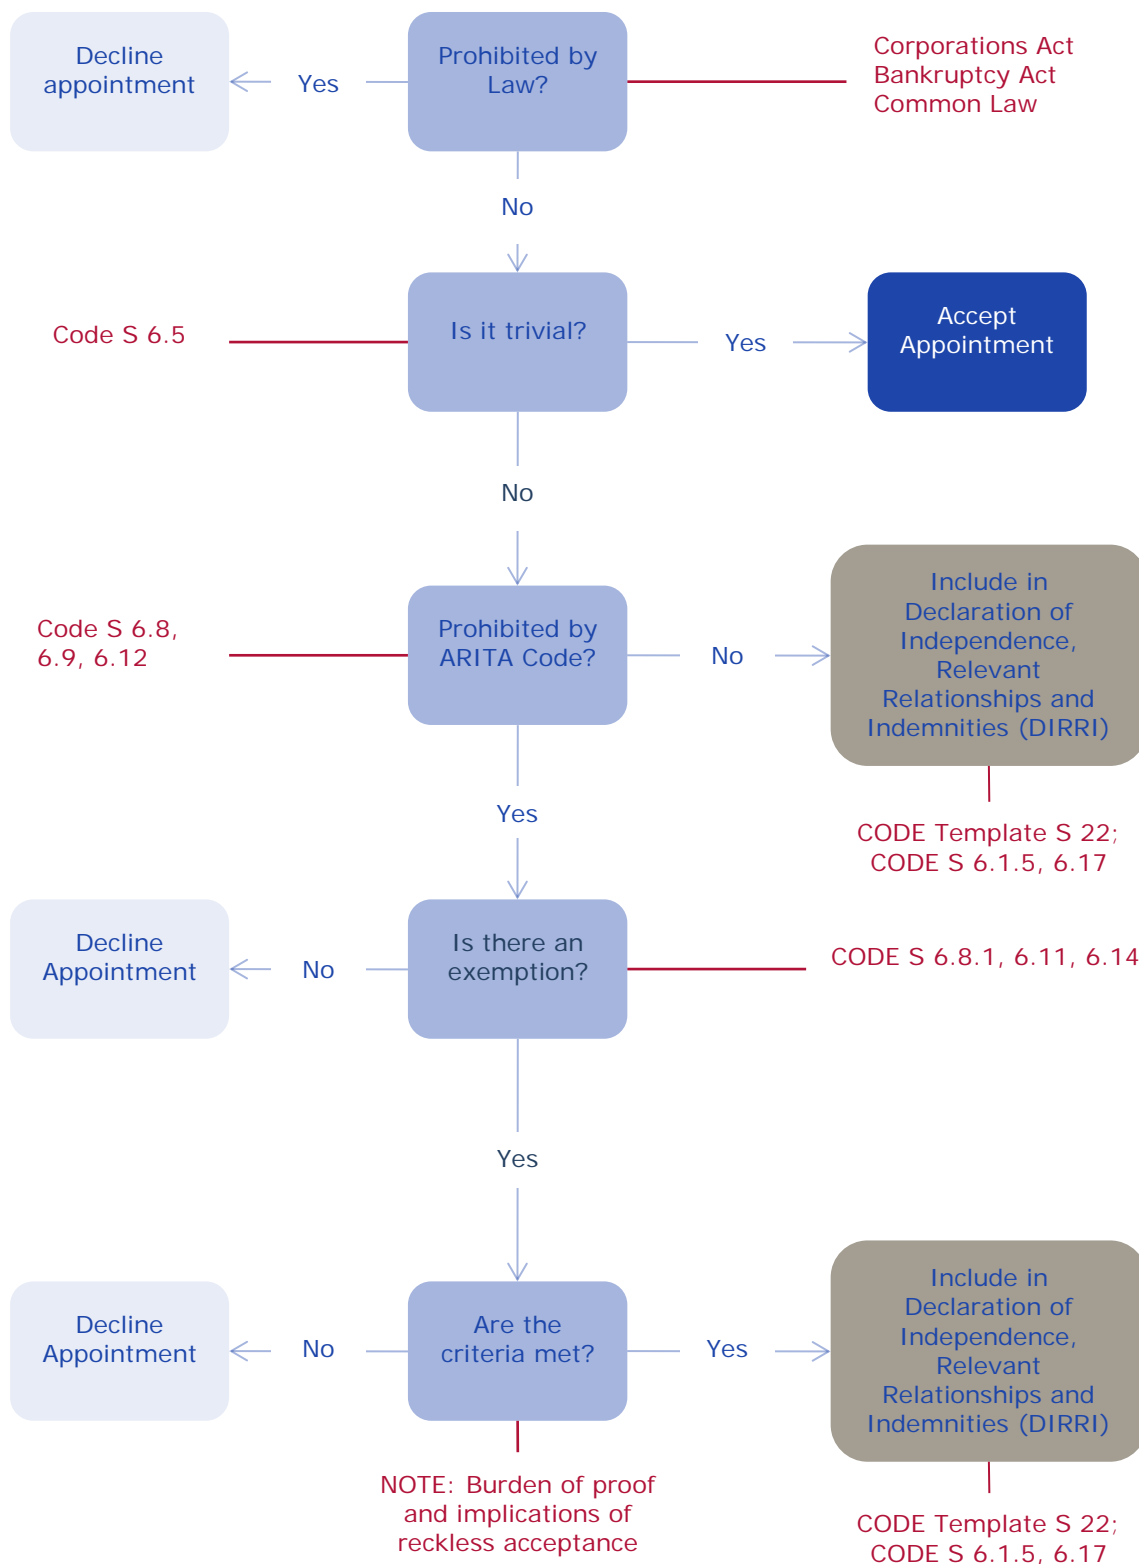 Decline
appointment
Yes
Prohibited by
Law?
Corporations Act
Bankruptcy Act
Common Law
No
Code S 6.5
Is it trivial?
Yes
Accept
Appointment
No
Code S 6.8,
6.9, 6.12
Prohibited by
ARITA Code?
No
Include in
Declaration of
Independence,
Relevant
Relationships and
Indemnities (DIRRI)
CODE Template S 22;
CODE S 6.1.5, 6.17
Yes
Decline
Appointment
No
Is there an
exemption?
CODE S 6.8.1, 6.11, 6.14
Yes
Decline
Appointment
No
Are the
criteria met?
Yes
Include in
Declaration of
Independence,
Relevant
Relationships and
Indemnities (DIRRI)
NOTE: Burden of proof
and implications of
reckless acceptance
CODE Template S 22;
CODE S 6.1.5, 6.17